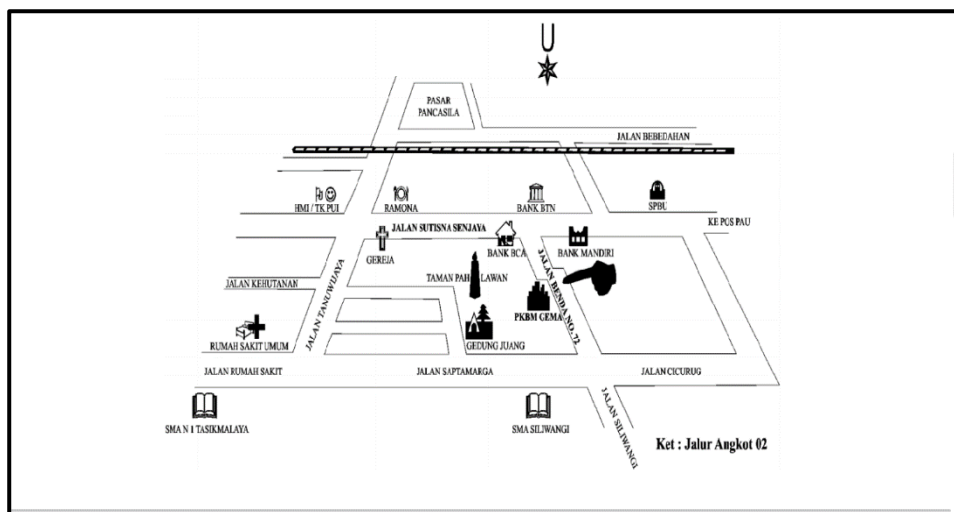 U
PASAR
PANCASILA
JALAN BEBEDAHAN
HMI / TK PUI
RAMONA
BANK BTN
SPBU
KE POS PAU
JALAN SUTISNA SENJAYA
GEREJA
BANK BCA
BANK MANDIRI
TAMAN PAHLAWAN
JALAN KEHUTANAN
JALAN TANUWIJAYA
JALAN BENDA NO. 72
PKBM GEMA
RUMAH SAKIT UMUM
GEDUNG JUANG
JALAN RUMAH SAKIT
JALAN SAPTAMARGA
JALAN CICURUG
SMA N 1 TASIKMALAYA
SMA SILIWANGI
JALAN SILIWANGI
Ket : Jalur Angkot 02